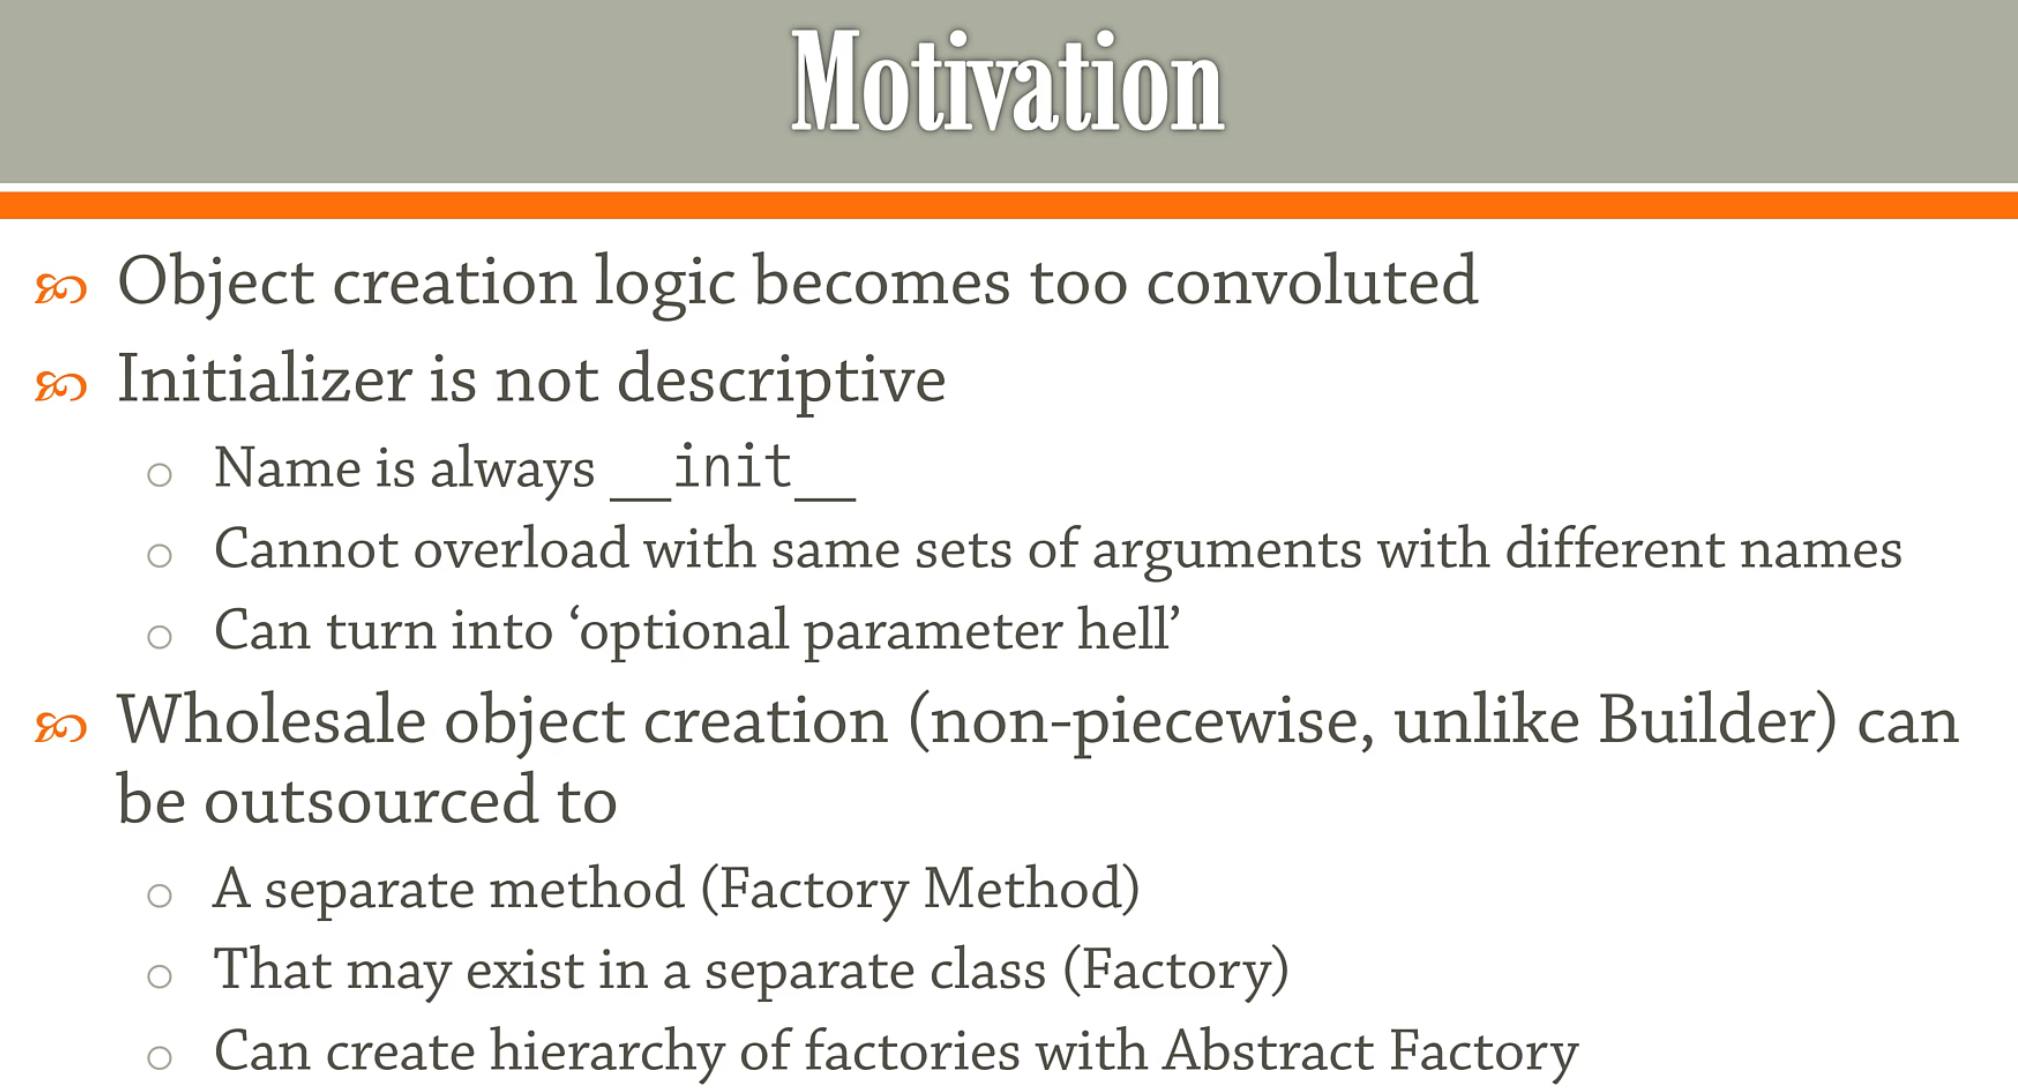 Motivation
Object creation logic becomes too convoluted
Initializer is not descriptive
Name is always __init__
Cannot overload with same sets of arguments with different names
Can turn into ‘optional parameter hell’
Wholesale object creation (non-piecewise, unlike Builder) can
be outsourced to
A separate method (Factory Method)
That may exist in a separate class (Factory)
Can create hierarchy of factories with Abstract Factory